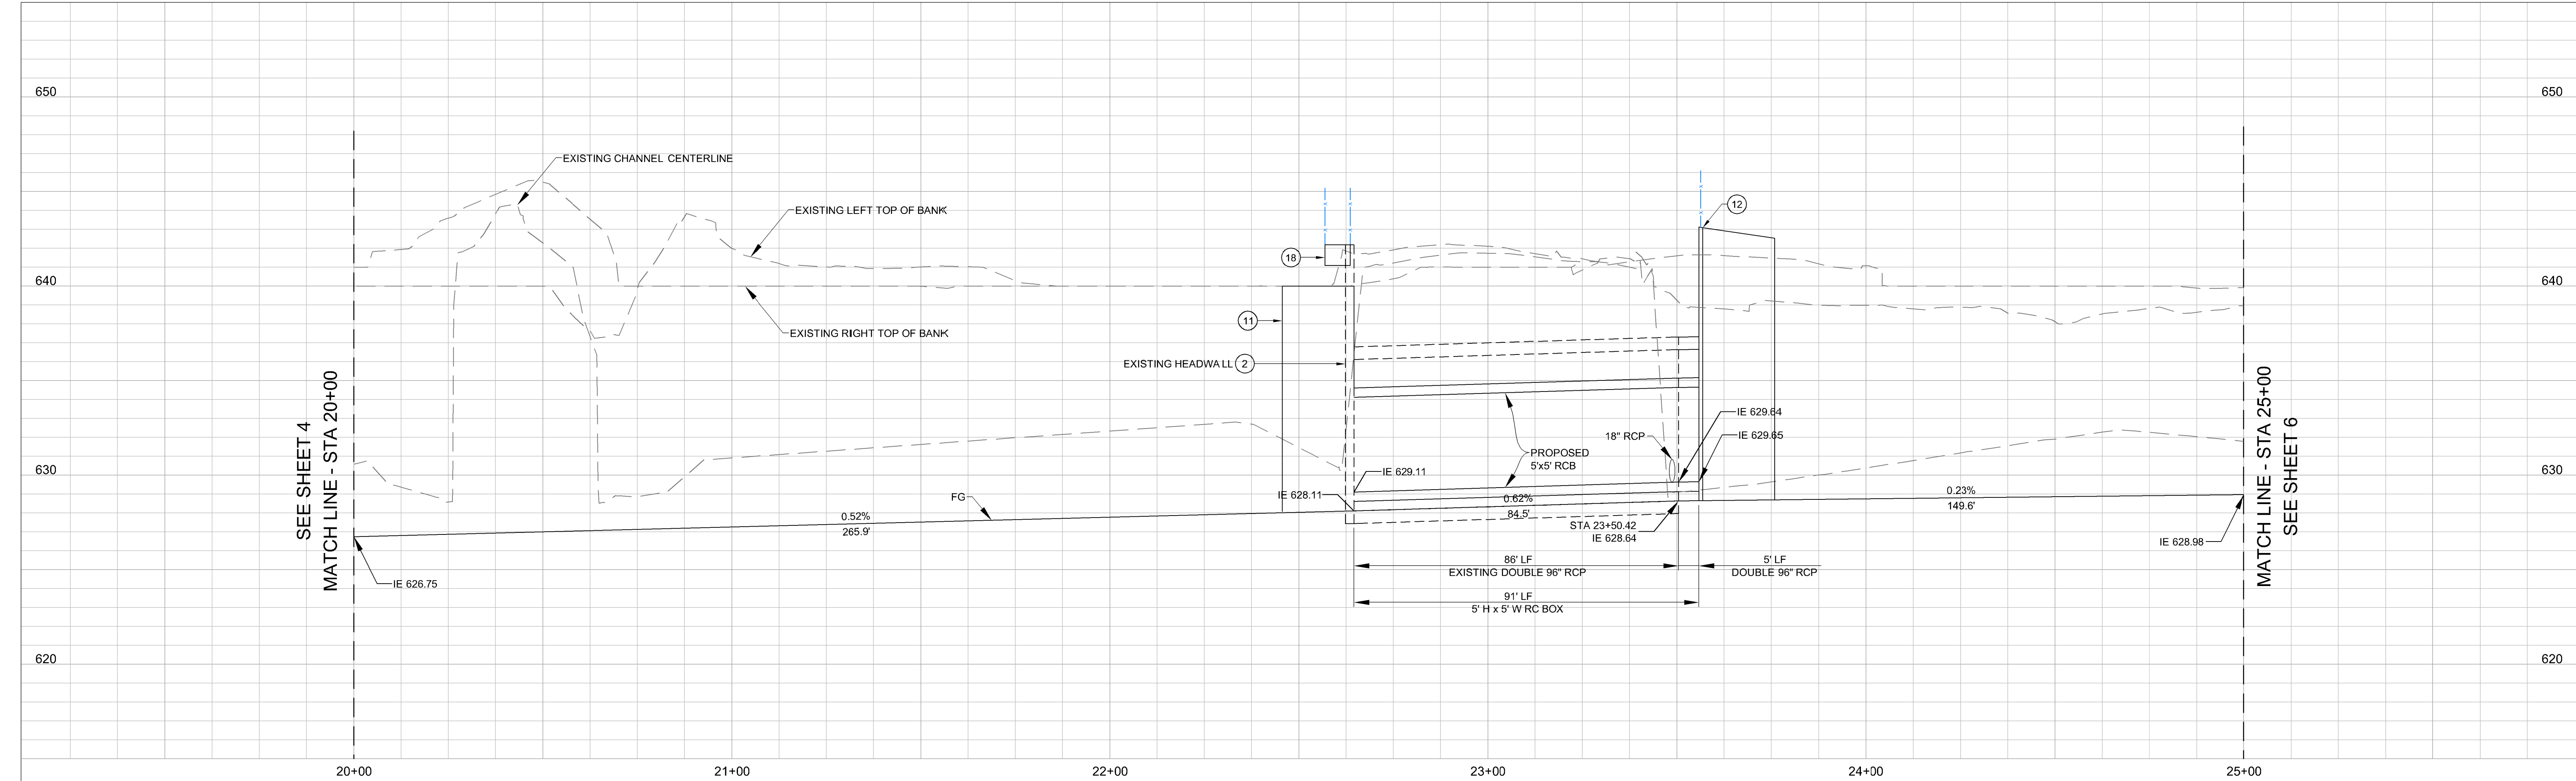 650
650
EXISTING CHANNEL CENTERLINE
12
EXISTING LEFT TOP OF BANK
18
640
640
11
EXISTING RIGHT TOP OF BANK
EXISTING HEADWALL 2
SEE SHEET 4
MATCH LINE - STA 20+00
MATCH LINE - STA 25+00
SEE SHEET 6
IE 629.64
18" RCP
IE 629.65
PROPOSED
5'x5' RCB
630
630
IE 629.11
IE 628.11
FG
0.62%
84.5'
0.23%
149.6'
0.52%
265.9'
STA 23+50.42
IE 628.64
IE 628.98
IE 626.75
86' LF
EXISTING DOUBLE 96" RCP
5' LF
DOUBLE 96" RCP
91' LF
5' H x 5' W RC BOX
620
620
20+00
21+00
22+00
23+00
24+00
25+00